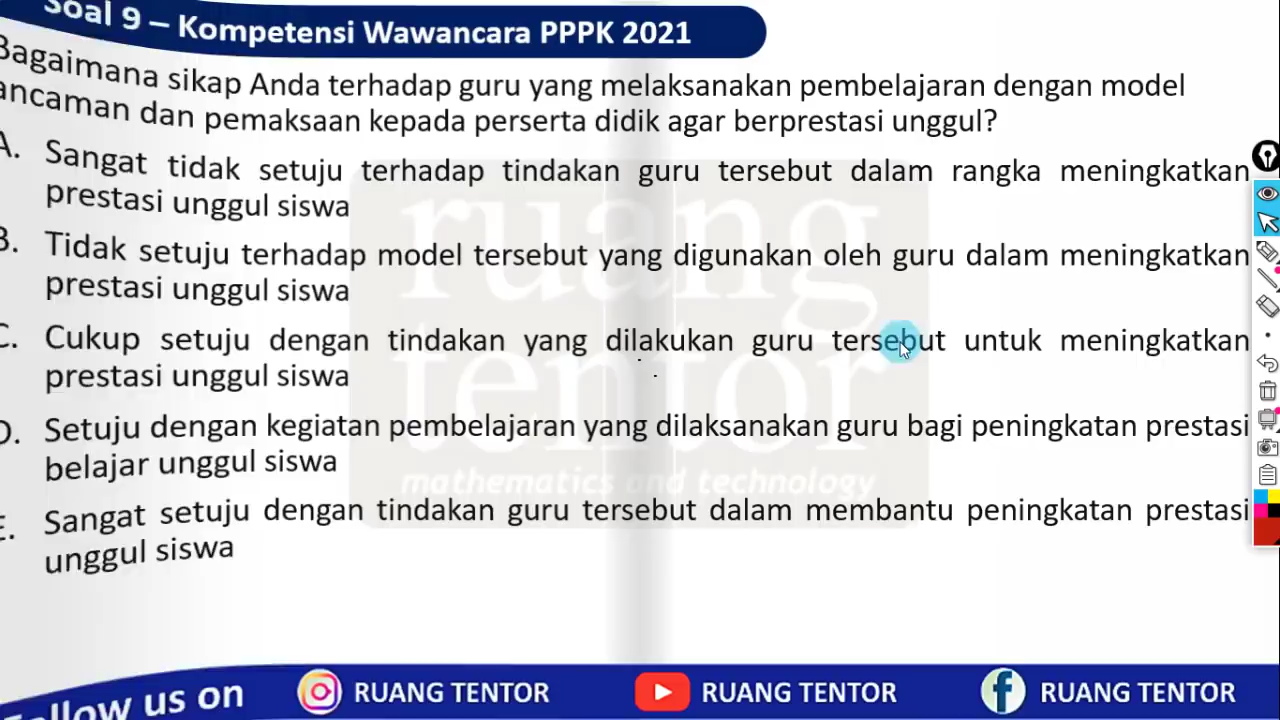 Soal 9 – Kompetensi Wawancara PPPK 2021
Bagaimana sikap Anda terhadap guru yang melaksanakan pembelajaran dengan model
ancaman dan pemaksaan kepada perserta didik agar berprestasi unggul?
A. Sangat tidak setuju terhadap tindakan guru tersebut dalam rangka meningkatkan
prestasi unggul siswa
B. Tidak setuju terhadap model tersebut yang digunakan oleh guru dalam meningkatkan
prestasi unggul siswa
C. Cukup setuju dengan tindakan yang dilakukan guru tersebut untuk meningkatkan
prestasi unggul siswa
D. Setuju dengan kegiatan pembelajaran yang dilaksanakan guru bagi peningkatan prestasi
belajar unggul siswa
E. Sangat setuju dengan tindakan guru tersebut dalam membantu peningkatan prestasi
unggul siswa
ruang
tentor
mathematics and technology
Follow us on
RUANG TENTOR
RUANG TENTOR
RUANG TENTOR